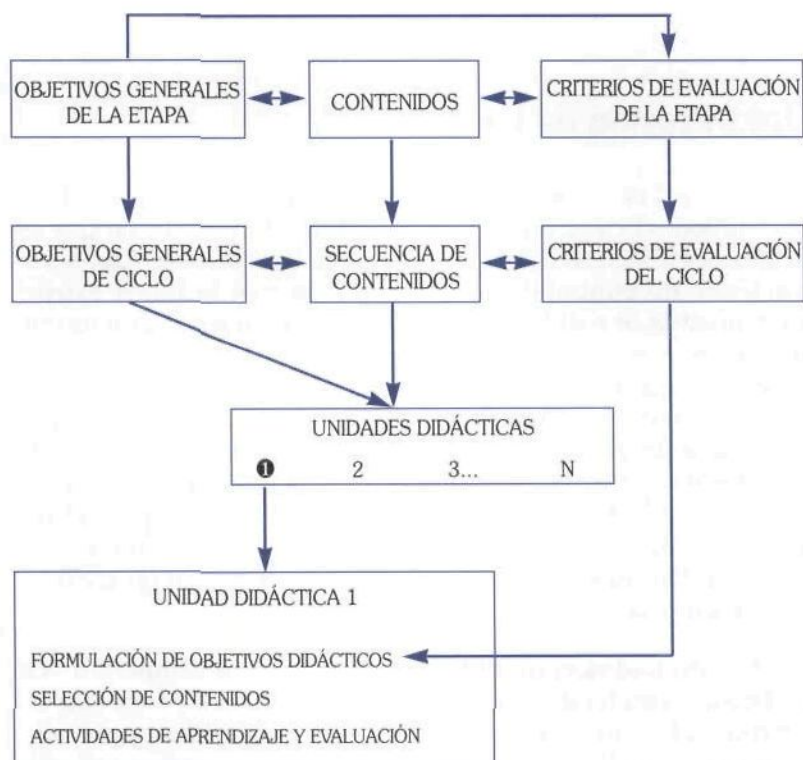 OBJETIVOS GENERALES
DE LA ETAPA
CONTENIDOS
CRITERIOS DE EVALUACIÓN
DE LA ETAPA
OBJETIVOS GENERALES
DE CICLO
SECUENCIA DE
CONTENIDOS
CRITERIOS DE EVALUACIÓN
DEL CICLO
UNIDADES DIDÁCTICAS
❶ 2 3... N
UNIDAD DIDÁCTICA 1
FORMULACIÓN DE OBJETIVOS DIDÁCTICOS
SELECCIÓN DE CONTENIDOS
ACTIVIDADES DE APRENDIZAJE Y EVALUACIÓN